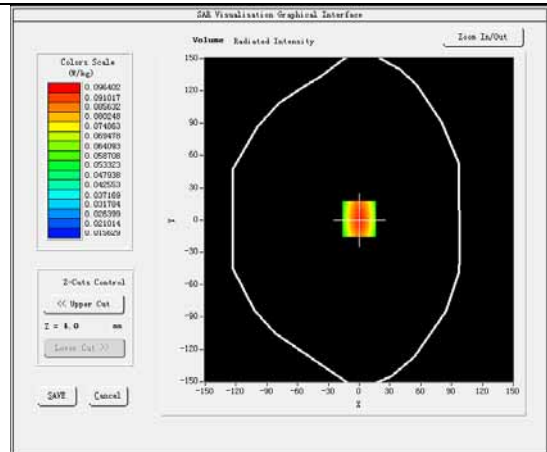 SAR Visualisation Graphical Interface
Volume Radiated Intensity
Zoom In/Out
Colors Scale
(W/kg)
0.096402
0.091017
0.085632
0.080248
0.074863
0.069478
0.064093
0.058708
0.053323
0.047938
0.042553
0.037169
0.031784
0.026399
0.021014
0.015629
Z-Cuts Control
<< Upper Cut
Z = 4.0 mm
Lower Cut >>
SAVE
Cancel
150
120
90
60
30
0
-30
-60
-90
-120
-150
Y
-150 -120 -90 -60 -30 0 30 60 90 120 150
X